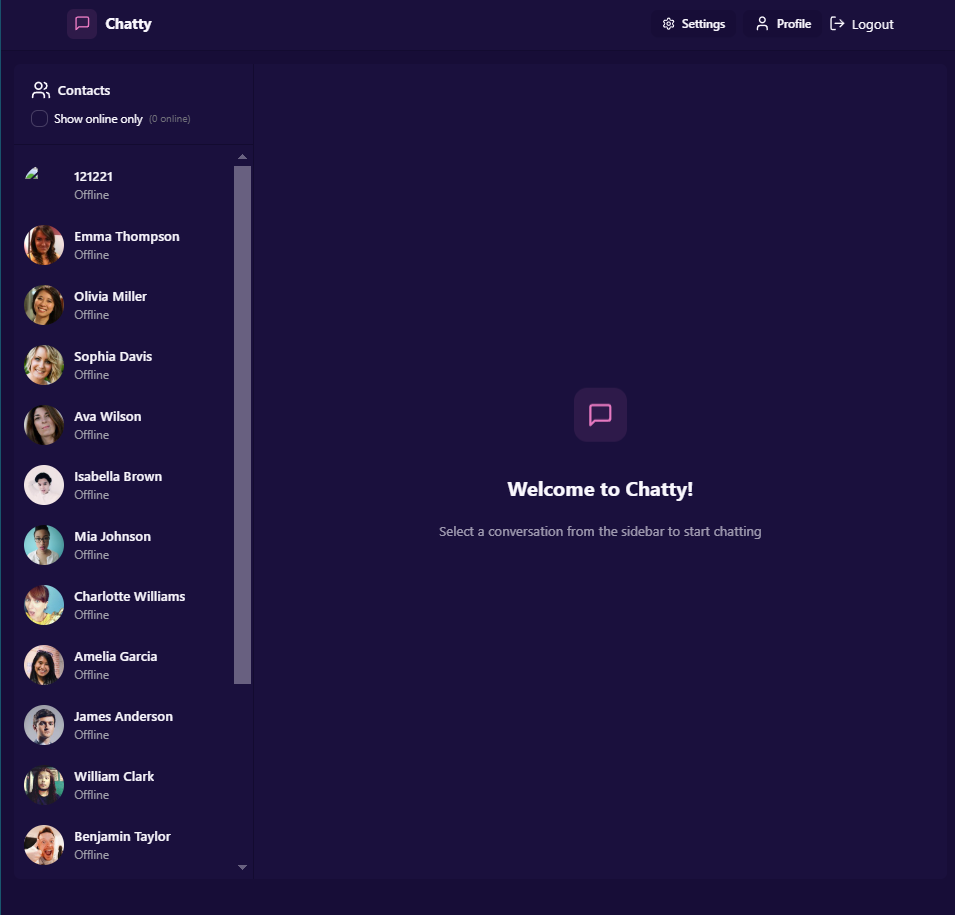 Chatty
Settings
Profile
Logout
Contacts
Show online only (0 online)
121221
Offline
Emma Thompson
Offline
Olivia Miller
Offline
Sophia Davis
Offline
Ava Wilson
Offline
Isabella Brown
Offline
Mia Johnson
Offline
Charlotte Williams
Offline
Amelia Garcia
Offline
James Anderson
Offline
William Clark
Offline
Benjamin Taylor
Offline
Welcome to Chatty!
Select a conversation from the sidebar to start chatting